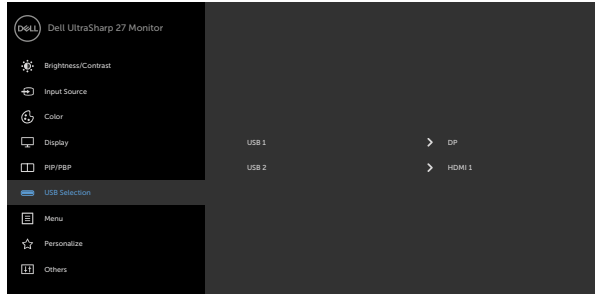 DELL Dell UltraSharp 27 Monitor
Brightness/Contrast
Input Source
Color
Display
USB 1 DP
PIP/PBP
USB 2 HDMI 1
USB Selection
Menu
Personalize
Others